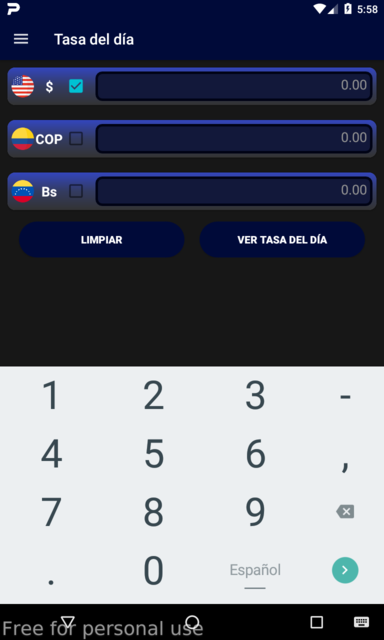 5:58
Tasa del día
$ 0.00
COP 0.00
Bs 0.00
LIMPIAR VER TASA DEL DÍA
1 2 3 -
4 5 6 ,
7 8 9
. 0 Español
Free for personal use